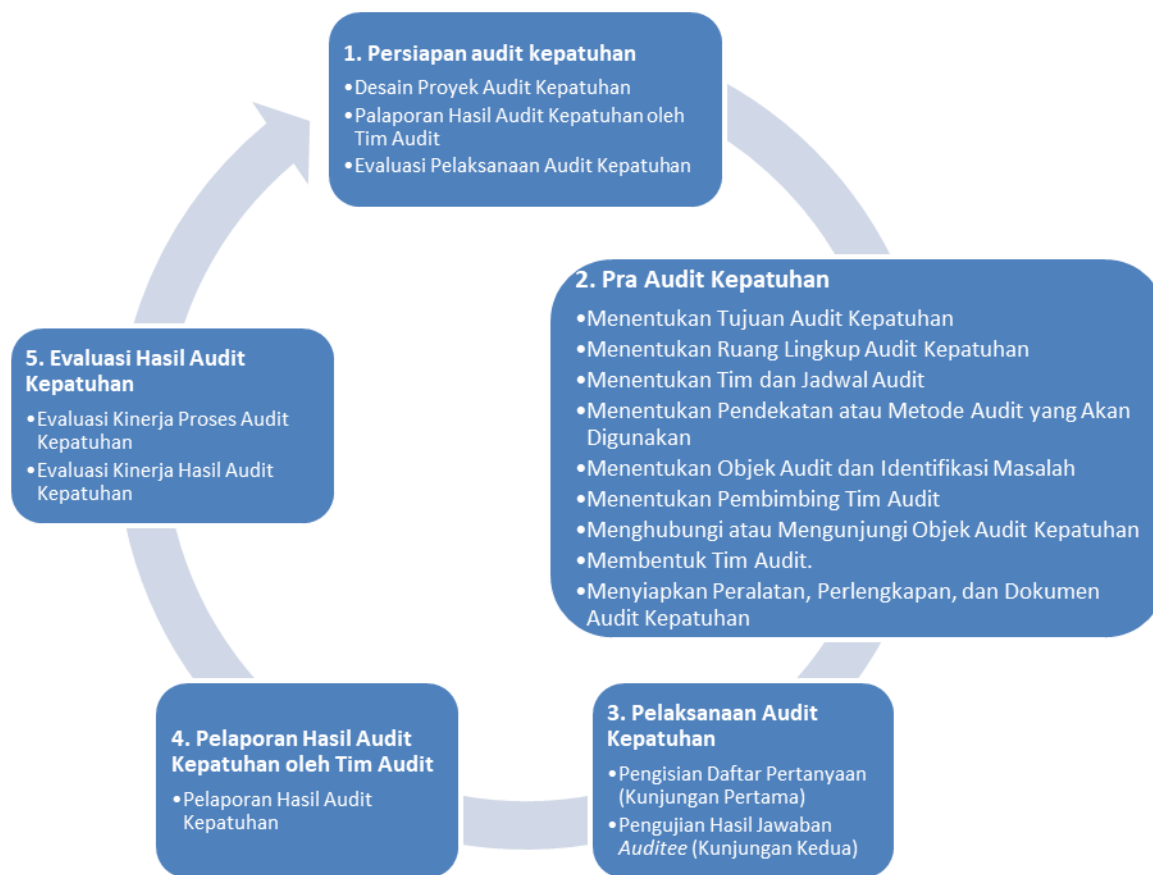 1. Persiapan audit kepatuhan
•Desain Proyek Audit Kepatuhan
•Palaporan Hasil Audit Kepatuhan oleh
Tim Audit
•Evaluasi Pelaksanaan Audit Kepatuhan
2. Pra Audit Kepatuhan
•Menentukan Tujuan Audit Kepatuhan
•Menentukan Ruang Lingkup Audit Kepatuhan
•Menentukan Tim dan Jadwal Audit
•Menentukan Pendekatan atau Metode Audit yang Akan
Digunakan
•Menentukan Objek Audit dan Identifikasi Masalah
•Menentukan Pembimbing Tim Audit
•Menghubungi atau Mengunjungi Objek Audit Kepatuhan
•Membentuk Tim Audit.
•Menyiapkan Peralatan, Perlengkapan, dan Dokumen
Audit Kepatuhan
3. Pelaksanaan Audit
Kepatuhan
•Pengisian Daftar Pertanyaan
(Kunjungan Pertama)
•Pengujian Hasil Jawaban
Auditee (Kunjungan Kedua)
4. Pelaporan Hasil Audit
Kepatuhan oleh Tim Audit
•Pelaporan Hasil Audit
Kepatuhan
5. Evaluasi Hasil Audit
Kepatuhan
•Evaluasi Kinerja Proses Audit
Kepatuhan
•Evaluasi Kinerja Hasil Audit
Kepatuhan